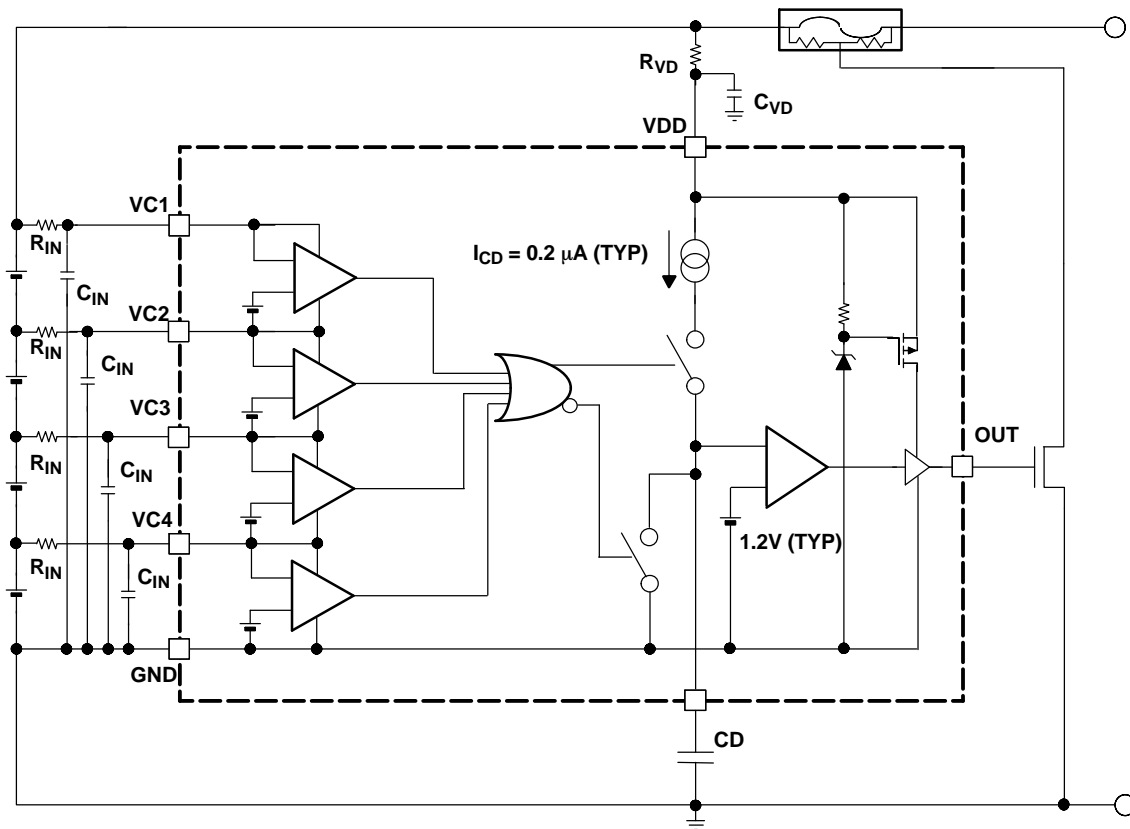 RVD
CVD
VDD
VC1
RIN
CIN
ICD = 0.2 μA (TYP)
VC2
RIN
CIN
VC3
RIN
CIN
OUT
VC4
RIN
CIN
1.2V (TYP)
GND
CD